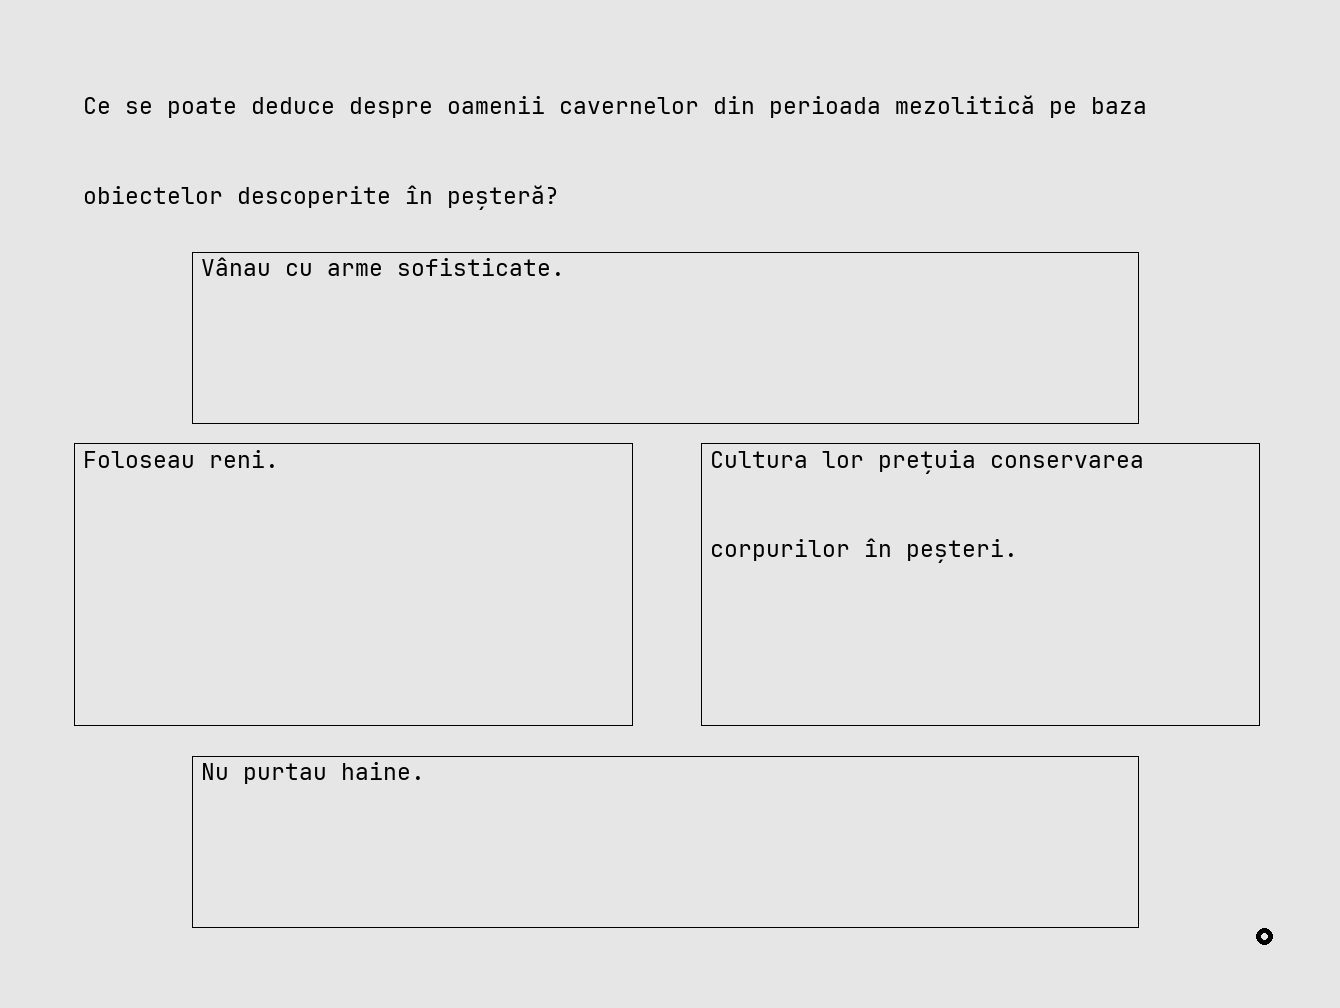 Ce se poate deduce despre oamenii cavernelor din perioada mezolitică pe baza
obiectelor descoperite în peșteră?
Vânau cu arme sofisticate.
Foloseau reni.
Cultura lor prețuia conservarea
corpurilor în peșteri.
Nu purtau haine.